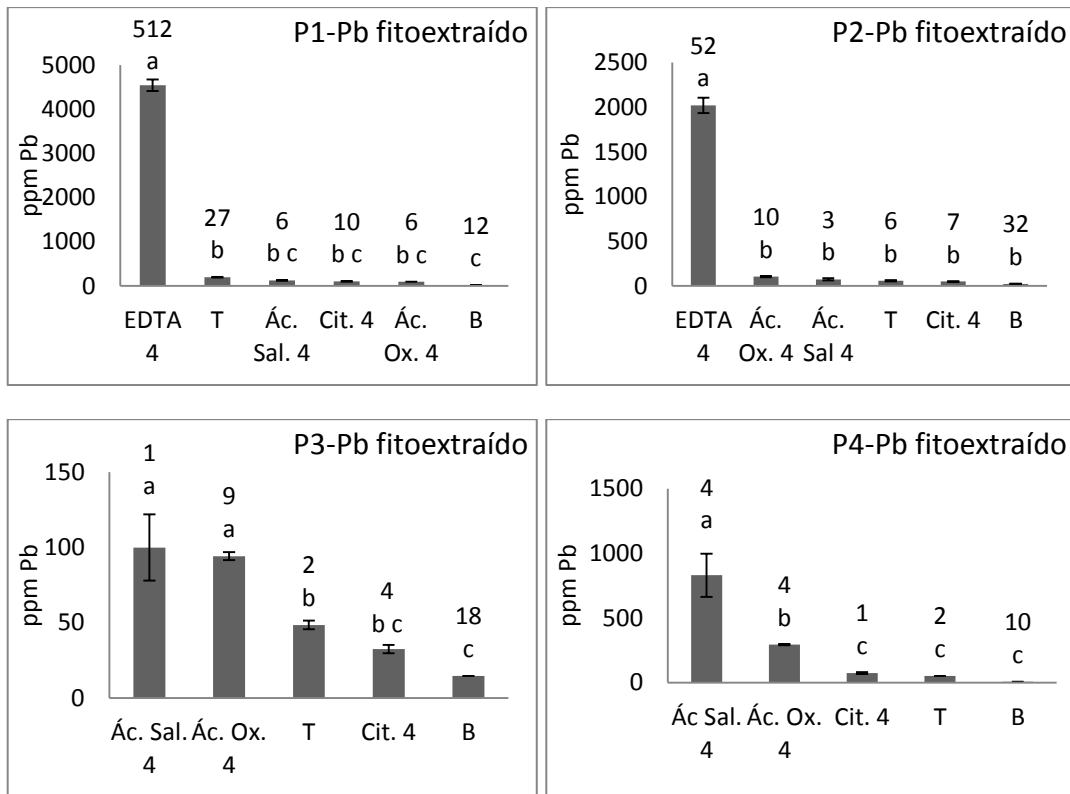 P1-Pb fitoextraído
512
a
5000
4000
3000
2000
1000
0
ppm Pb
27
b
6
b c
10
b c
6
b c
12
c
EDTA
4
T
Ác.
Sal. 4
Cit. 4
Ác.
Ox. 4
B
P2-Pb fitoextraído
52
a
2500
2000
1500
1000
500
0
ppm Pb
10
b
3
b
6
b
7
b
32
b
EDTA
4
Ác.
Ox. 4
Ác.
Sal 4
T
Cit. 4
B
P3-Pb fitoextraído
1
a
150
100
50
0
ppm Pb
9
a
2
b
4
b c
18
c
Ác. Sal.
4
Ác. Ox.
4
T
Cit. 4
B
P4-Pb fitoextraído
4
a
1500
1000
500
0
ppm Pb
4
b
1
c
2
c
10
c
Ác Sal.
4
Ác. Ox.
4
Cit. 4
T
B